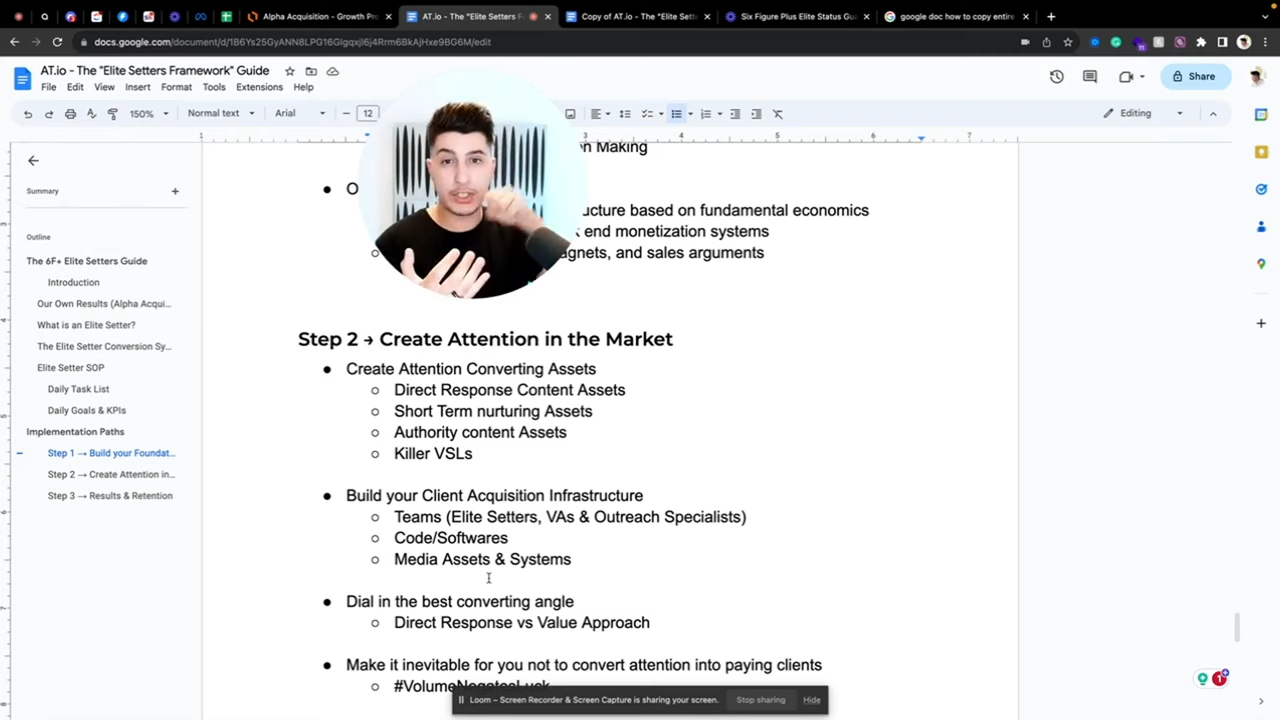 Alpha Acquisition - Growth Pro
AT.io - The "Elite Setters F
Copy of AT.io - The "Elite Sett
Six Figure Plus Elite Status Gu
google doc how to copy entire
docs.google.com/document/d/1B6Ys25GyANN8LPG16GIgqxjl6j4Rrm6BkAjHxe9BG6M/edit
AT.io - The "Elite Setters Framework" Guide
File Edit View Insert Format Tools Extensions Help
Share
150% Normal text Arial 12 Editing
1 4 5 6 7
n Making
Summary
O
ucture based on fundamental economics
k end monetization systems
agnets, and sales arguments
Outline
The 6F+ Elite Setters Guide
Introduction
Our Own Results (Alpha Acqui...
What is an Elite Setter?
The Elite Setter Conversion Sy...
Elite Setter SOP
Daily Task List
Daily Goals & KPIs
Implementation Paths
Step 1 → Build your Foundat...
Step 2 → Create Attention in...
Step 3 → Results & Retention
Step 2 → Create Attention in the Market
● Create Attention Converting Assets
○ Direct Response Content Assets
○ Short Term nurturing Assets
○ Authority content Assets
○ Killer VSLs
● Build your Client Acquisition Infrastructure
○ Teams (Elite Setters, VAs & Outreach Specialists)
○ Code/Softwares
○ Media Assets & Systems
● Dial in the best converting angle
○ Direct Response vs Value Approach
● Make it inevitable for you not to convert attention into paying clients
○ #VolumeNegatesLuck
Loom – Screen Recorder & Screen Capture is sharing your screen. Stop sharing Hide
1